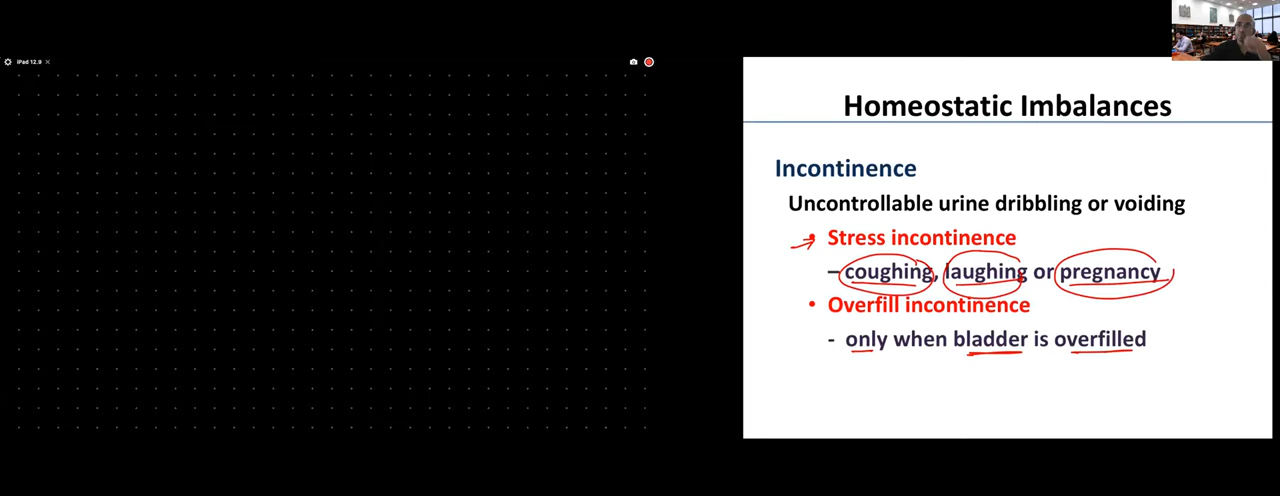 iPad 12.9
Homeostatic Imbalances
Incontinence
Uncontrollable urine dribbling or voiding
• Stress incontinence
– coughing, laughing or pregnancy
• Overfill incontinence
- only when bladder is overfilled